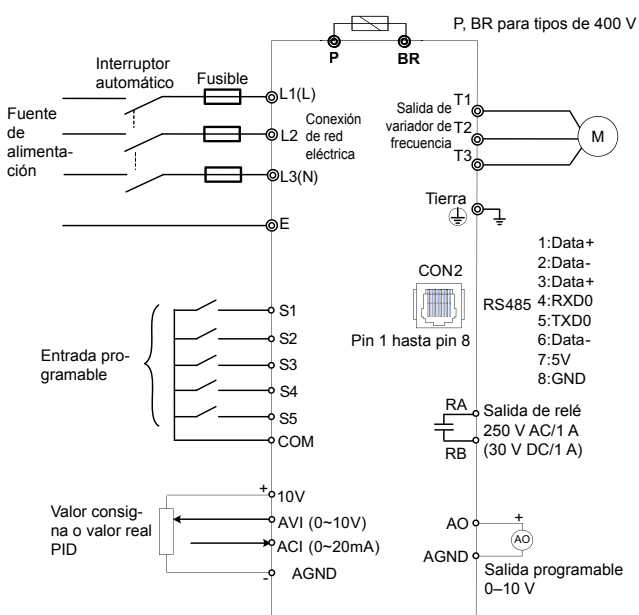 P, BR para tipos de 400 V
P
BR
Interruptor
automático
Fusible
Fuente
de
alimenta-
ción
L1(L)
L2
L3(N)
E
Conexión
de red
eléctrica
Salida de
variador de
frecuencia
T1
T2
T3
M
Tierra
CON2
Pin 1 hasta pin 8
RS485
1:Data+
2:Data-
3:Data+
4:RXD0
5:TXD0
6:Data-
7:5V
8:GND
Entrada pro-
gramable
S1
S2
S3
S4
S5
COM
RA
RB
Salida de relé
250 V AC/1 A
(30 V DC/1 A)
Valor consig-
na o valor real
PID
+
10V
AVI (0~10V)
ACI (0~20mA)
-
AGND
AO
+
AO
AGND
Salida programable
0–10 V